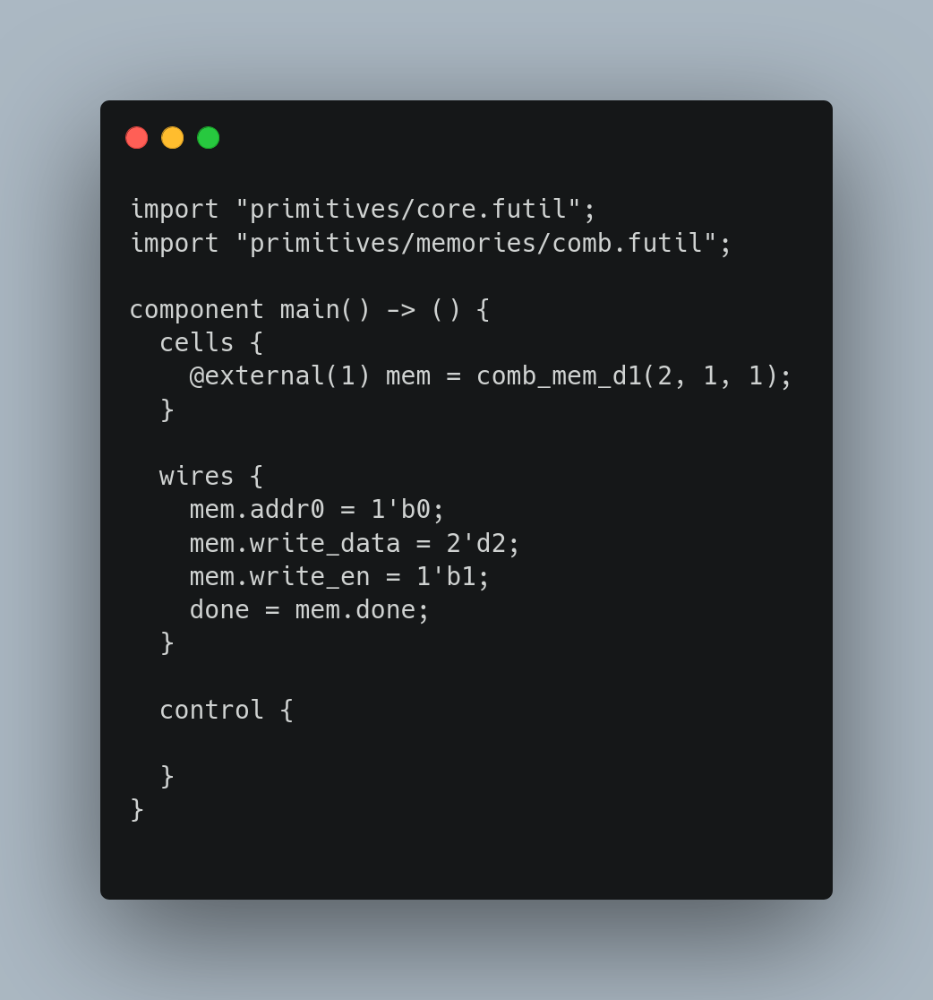 import "primitives/core.futil";
import "primitives/memories/comb.futil";

component main() -> () {
  cells {
    @external(1) mem = comb_mem_d1(2, 1, 1);
  }

  wires {
    mem.addr0 = 1'b0;
    mem.write_data = 2'd2;
    mem.write_en = 1'b1;
    done = mem.done;
  }

  control {

  }
}